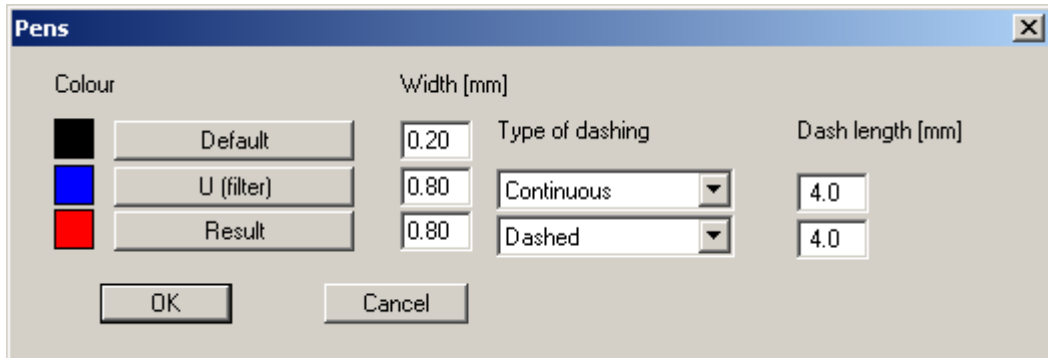 Pens
Colour Width [mm]
Default 0.20 Type of dashing Dash length [mm]
U (filter) 0.80 Continuous 4.0
Result 0.80 Dashed 4.0
OK Cancel